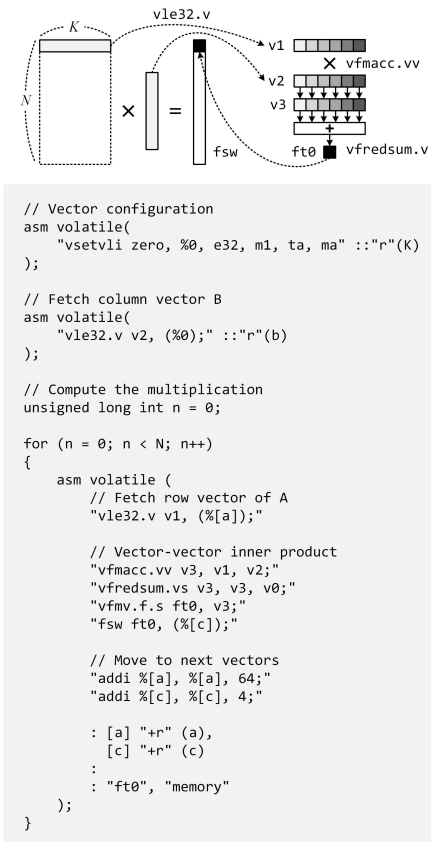 vle32.v
K
N
×
=
fsw
v1
× vfmacc.vv
v2
v3
+
ft0 vfredsum.v
// Vector configuration
asm volatile(
    "vsetvli zero, %0, e32, m1, ta, ma" ::"r"(K)
);
// Fetch column vector B
asm volatile(
    "vle32.v v2, (%0);" ::"r"(b)
);
// Compute the multiplication
unsigned long int n = 0;
for (n = 0; n < N; n++)
{
    asm volatile (
        // Fetch row vector of A
        "vle32.v v1, (%[a]);"
        // Vector-vector inner product
        "vfmacc.vv v3, v1, v2;"
        "vfredsum.vs v3, v3, v0;"
        "vfmv.f.s ft0, v3;"
        "fsw ft0, (%[c]);"
        // Move to next vectors
        "addi %[a], %[a], 64;"
        "addi %[c], %[c], 4;"
        : [a] "+r" (a),
          [c] "+r" (c)
        :
        : "ft0", "memory"
    );
}